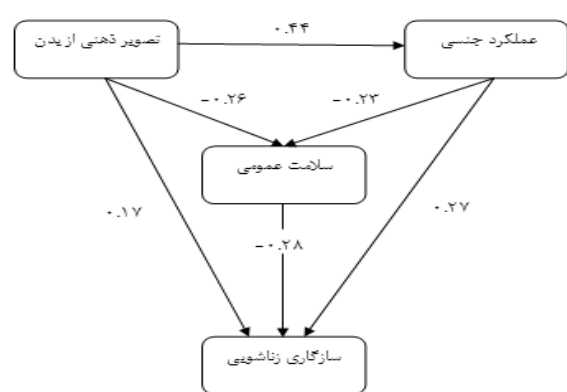 ۰.۴۴
عملکرد جنسی
تصویر ذهنی از بدن
-۰.۲۳
-۰.۲۶
سلامت عمومی
۰.۲۷
۰.۱۷
-۰.۲۸
سازگاری زناشویی